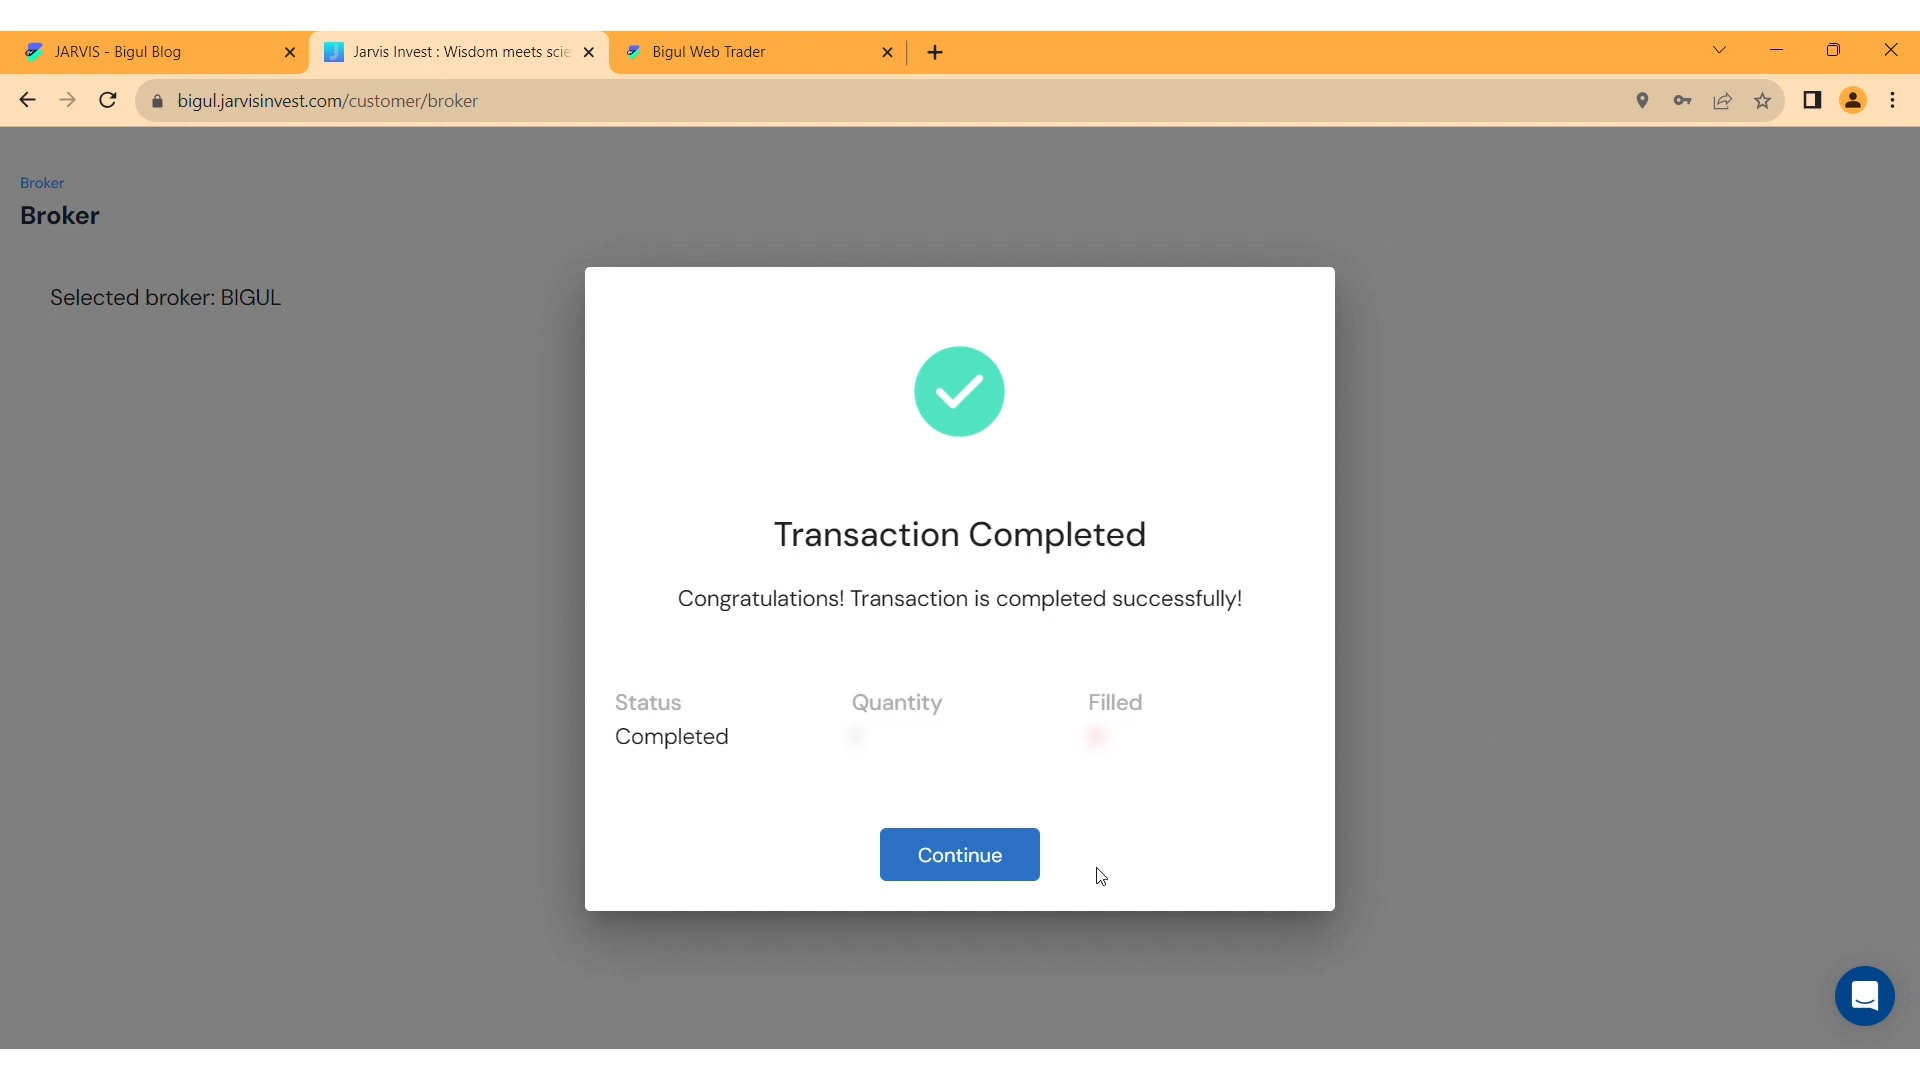 JARVIS - Bigul Blog
Jarvis Invest : Wisdom meets scie
Bigul Web Trader
bigul.jarvisinvest.com/customer/broker
Broker
Broker
Selected broker: BIGUL
Transaction Completed
Congratulations! Transaction is completed successfully!
Status Quantity Filled
Completed
Continue